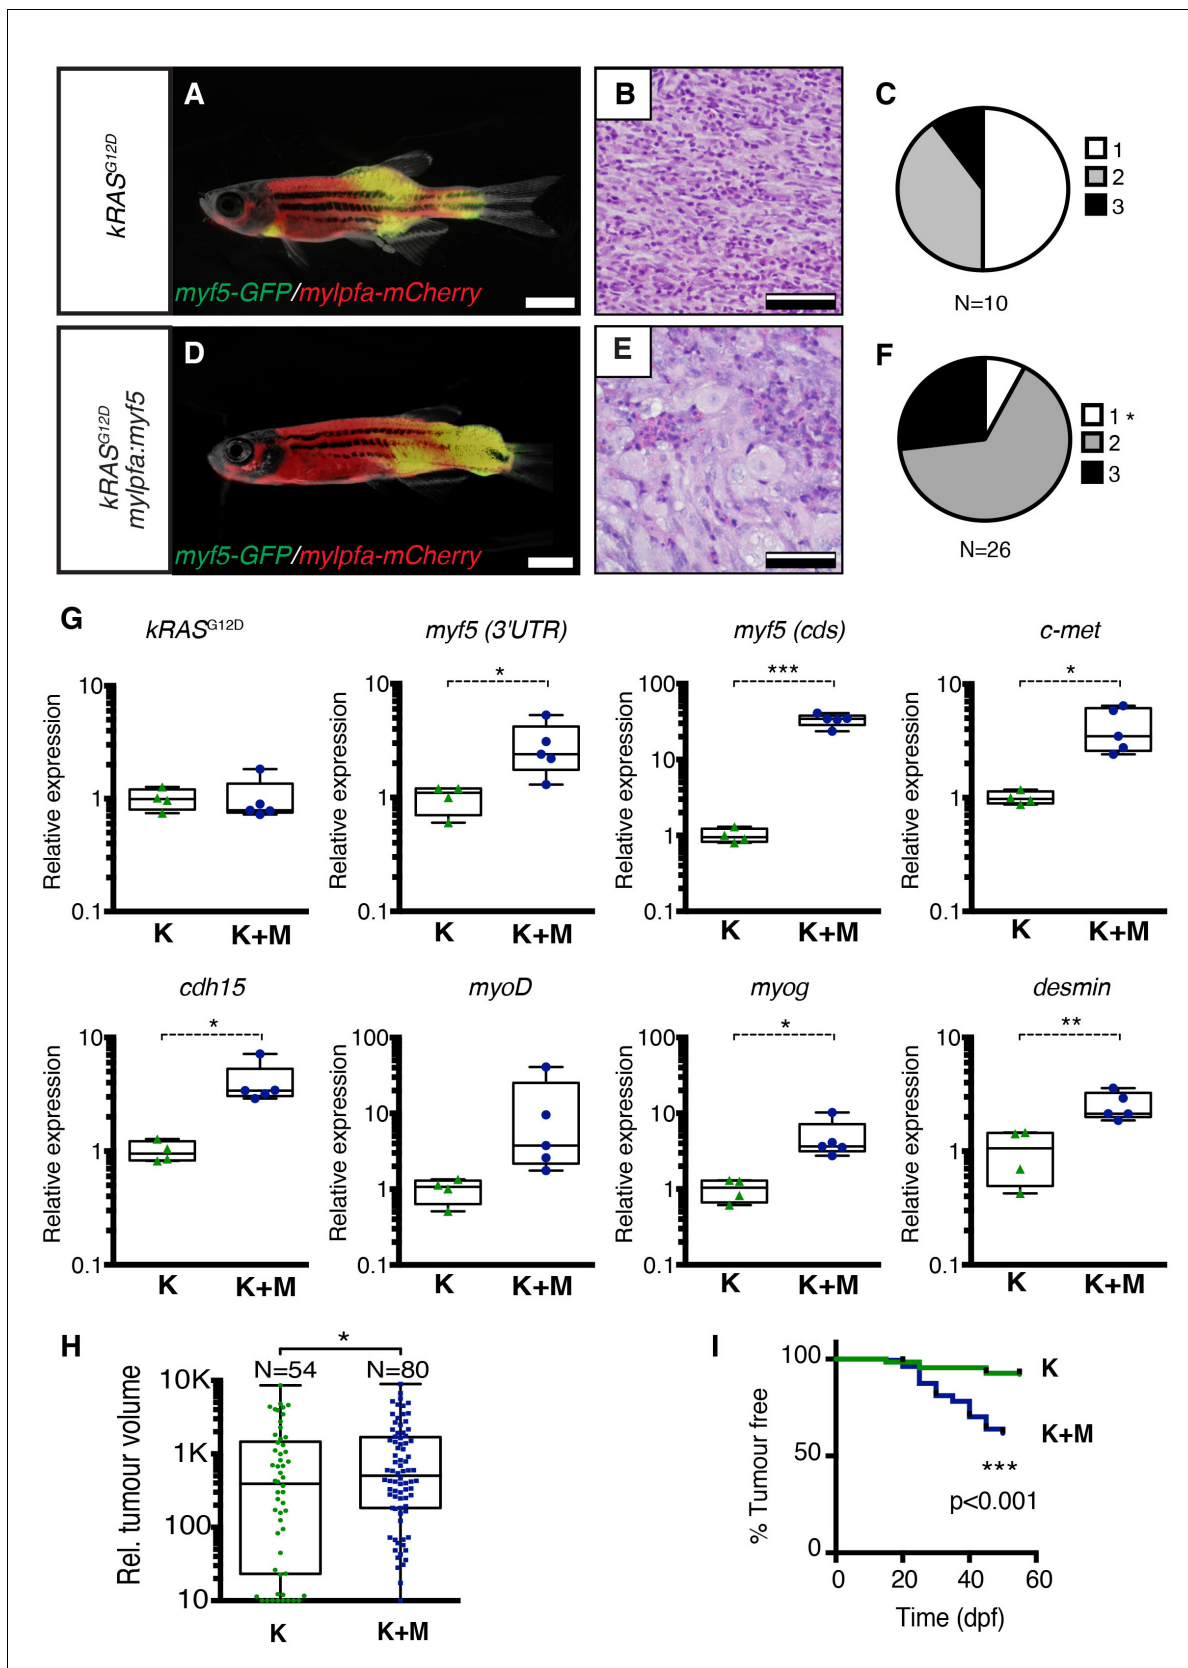 kRAS^G12D
A
myf5-GFP/mylpfa-mCherry
B
C
1
2
3
N=10
kRAS^G12D
mylpfa:myf5
D
myf5-GFP/mylpfa-mCherry
E
F
1 *
2
3
N=26
G
kRAS^G12D
Relative expression
10
1
0.1
K
K+M
myf5 (3'UTR)
Relative expression
*
10
1
0.1
K
K+M
myf5 (cds)
Relative expression
***
100
10
1
0.1
K
K+M
c-met
Relative expression
*
10
1
0.1
K
K+M
cdh15
Relative expression
*
10
1
0.1
K
K+M
myoD
Relative expression
100
10
1
0.1
K
K+M
myog
Relative expression
*
100
10
1
0.1
K
K+M
desmin
Relative expression
**
10
1
0.1
K
K+M
H
*
N=54
N=80
Rel. tumour volume
10K
1K
100
10
K
K+M
I
% Tumour free
100
50
0
K
K+M
***
p<0.001
0
20
40
60
Time (dpf)